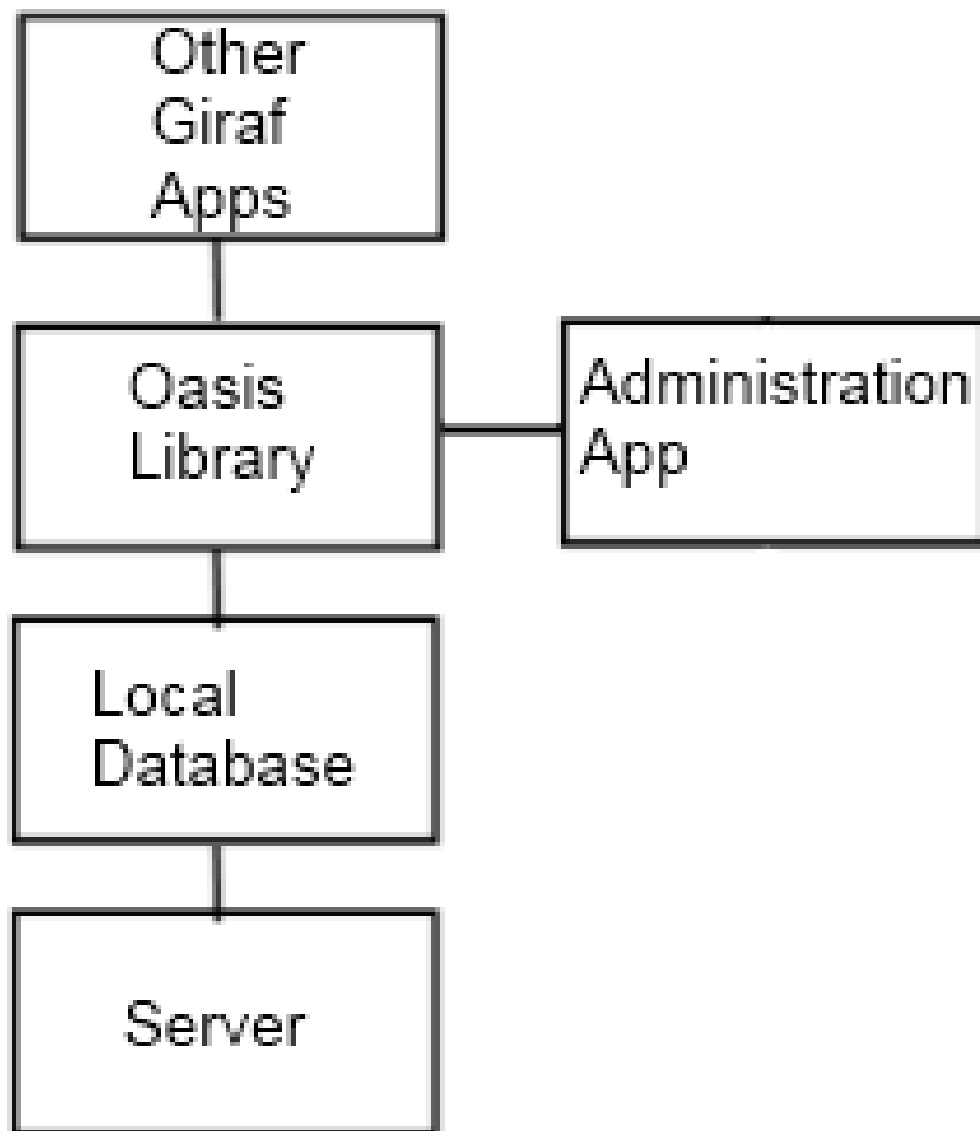 Other
Giraf
Apps
Oasis
Library
Administration
App
Local
Database
Server